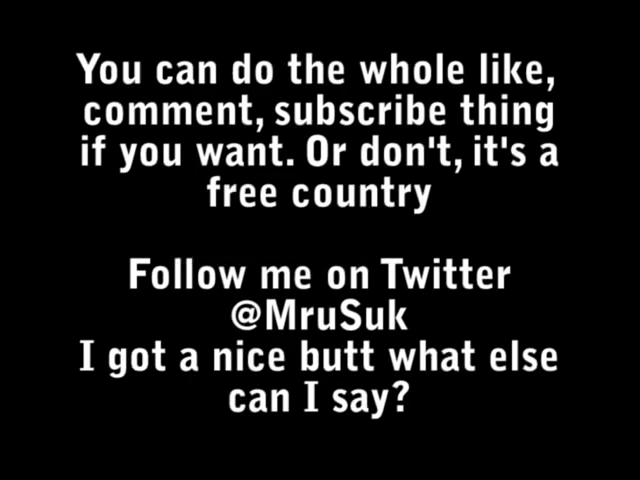 You can do the whole like,
comment, subscribe thing
if you want. Or don't, it's a
free country
Follow me on Twitter
@MruSuk
I got a nice butt what else
can I say?